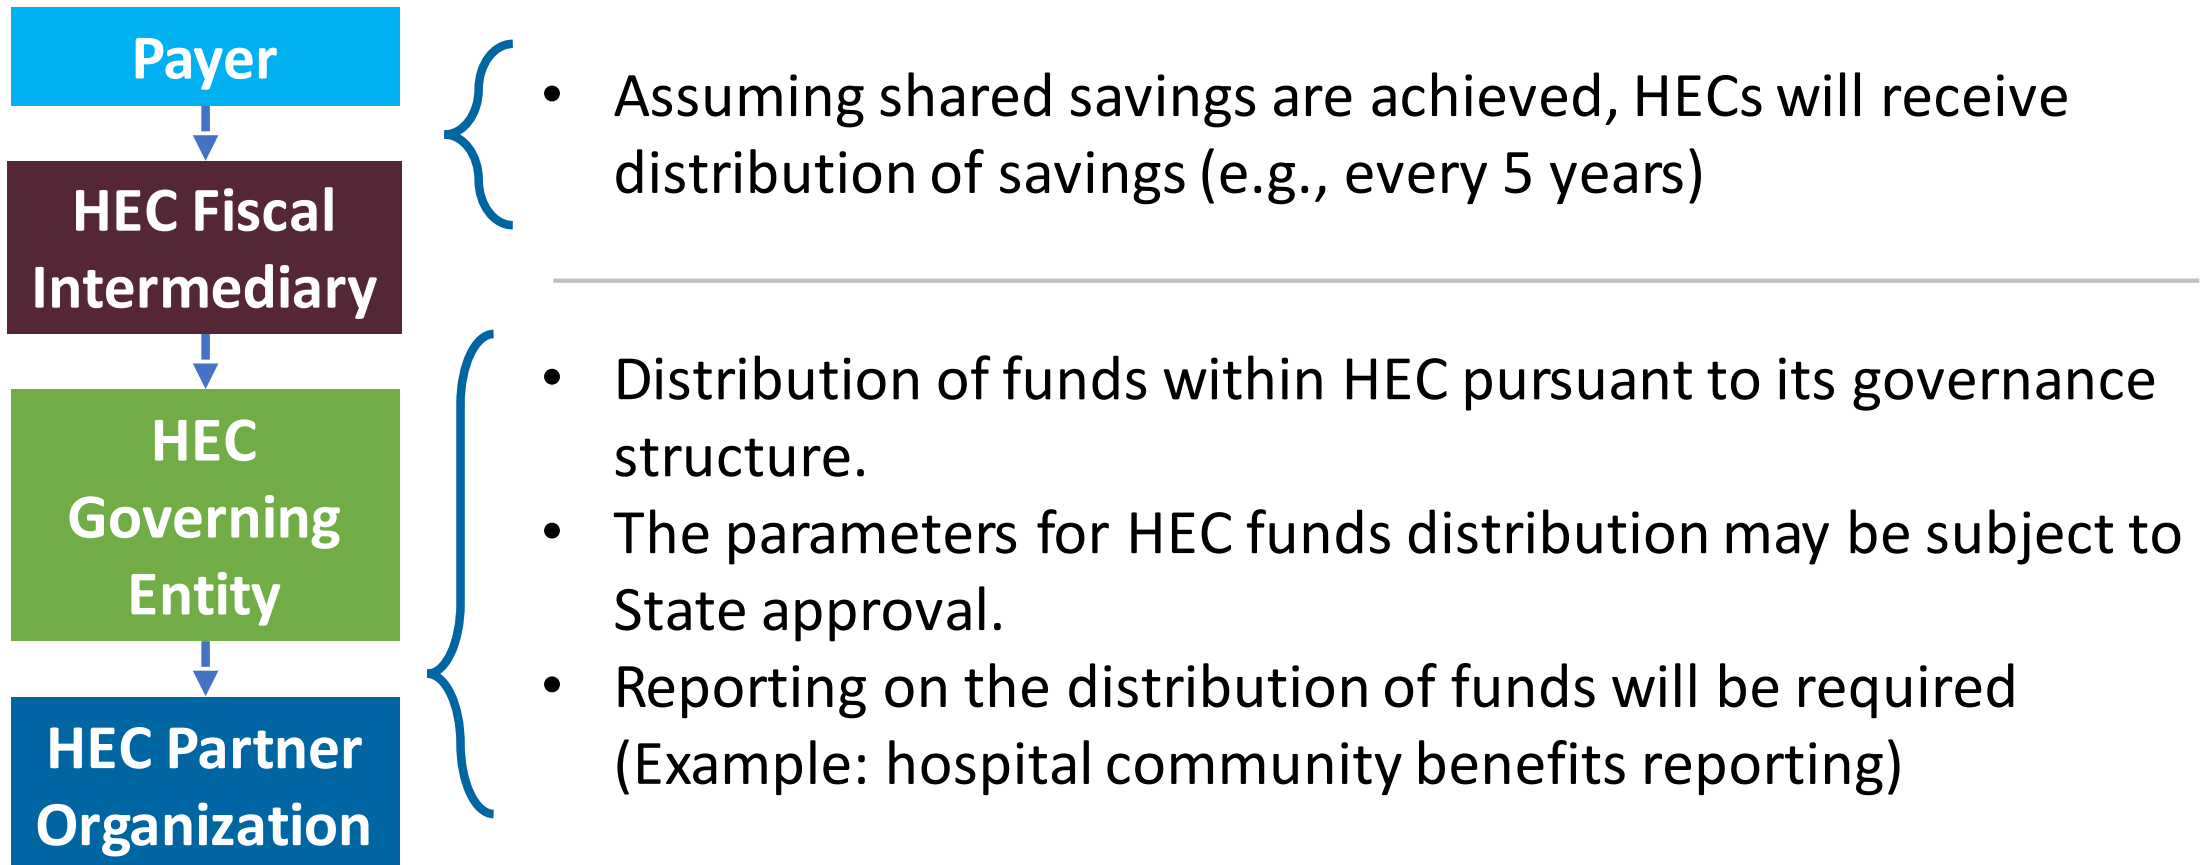 Payer
HEC Fiscal
Intermediary
HEC
Governing
Entity
HEC Partner
Organization
• Assuming shared savings are achieved, HECs will receive
distribution of savings (e.g., every 5 years)
• Distribution of funds within HEC pursuant to its governance
structure.
• The parameters for HEC funds distribution may be subject to
State approval.
• Reporting on the distribution of funds will be required
(Example: hospital community benefits reporting)